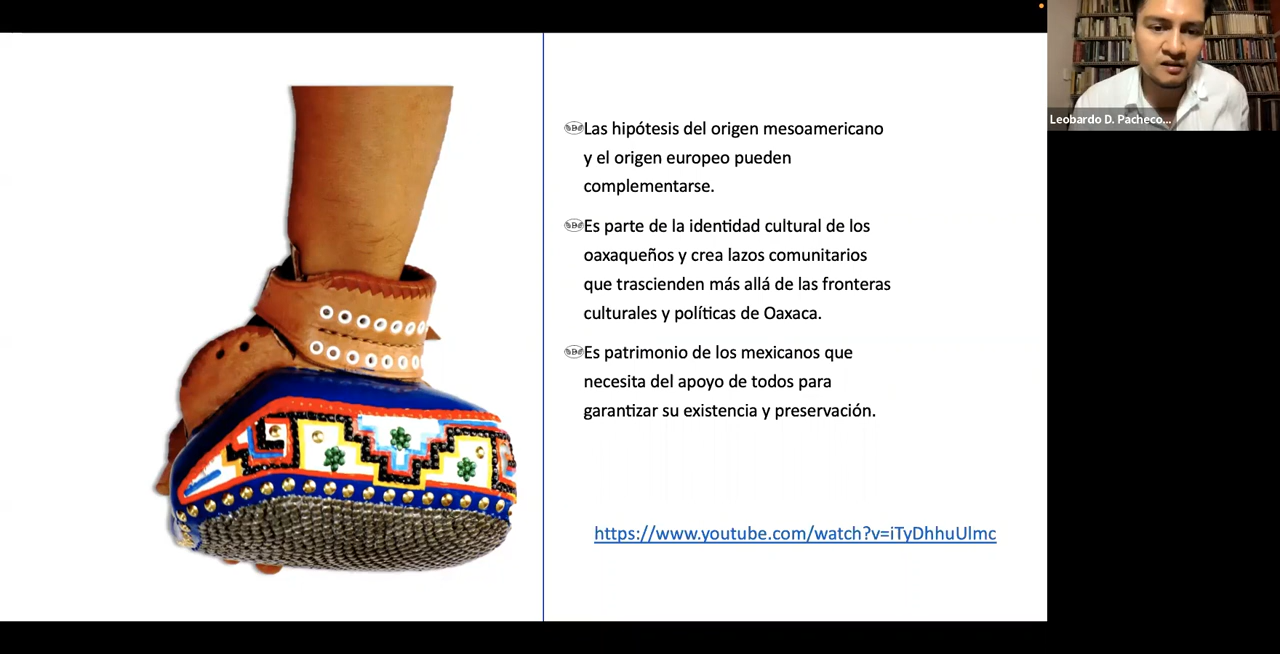 Leobardo D. Pacheco...
Las hipótesis del origen mesoamericano
y el origen europeo pueden
complementarse.
Es parte de la identidad cultural de los
oaxaqueños y crea lazos comunitarios
que trascienden más allá de las fronteras
culturales y políticas de Oaxaca.
Es patrimonio de los mexicanos que
necesita del apoyo de todos para
garantizar su existencia y preservación.
https://www.youtube.com/watch?v=iTyDhhuUlmc